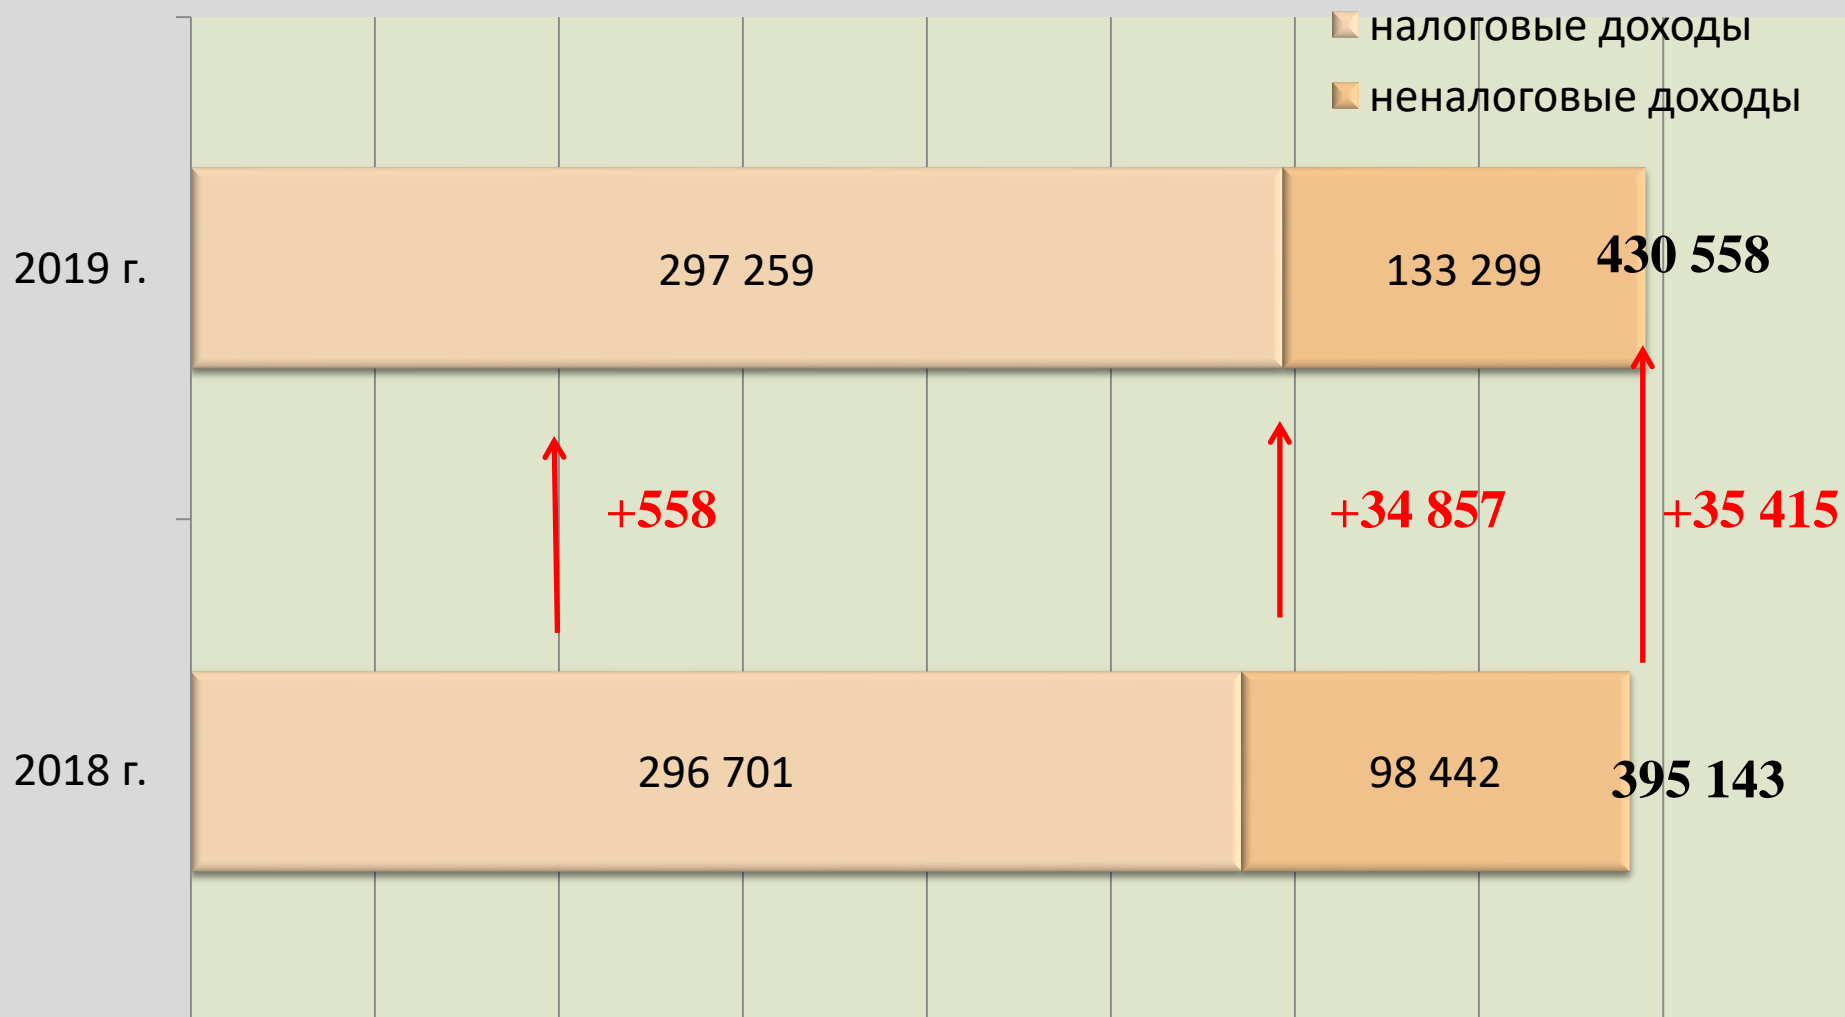 налоговые доходы
неналоговые доходы
2019 г.
297 259
133 299
430 558
+558
+34 857
+35 415
2018 г.
296 701
98 442
395 143